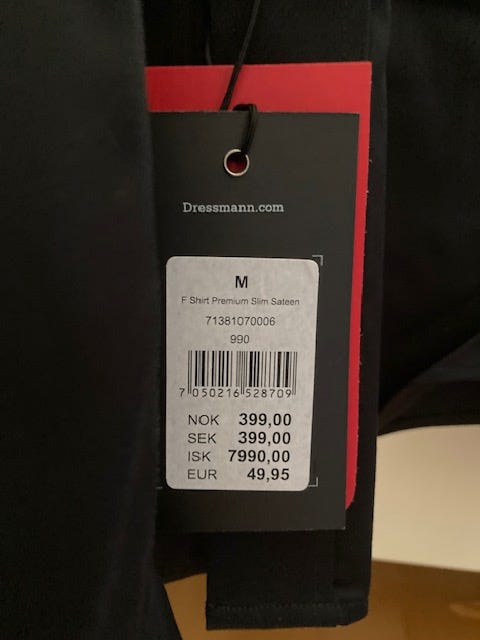 Dressmann.com
M
F Shirt Premium Slim Sateen
71381070006
990
7 050216 528709
NOK 399,00
SEK 399,00
ISK 7990,00
EUR 49,95